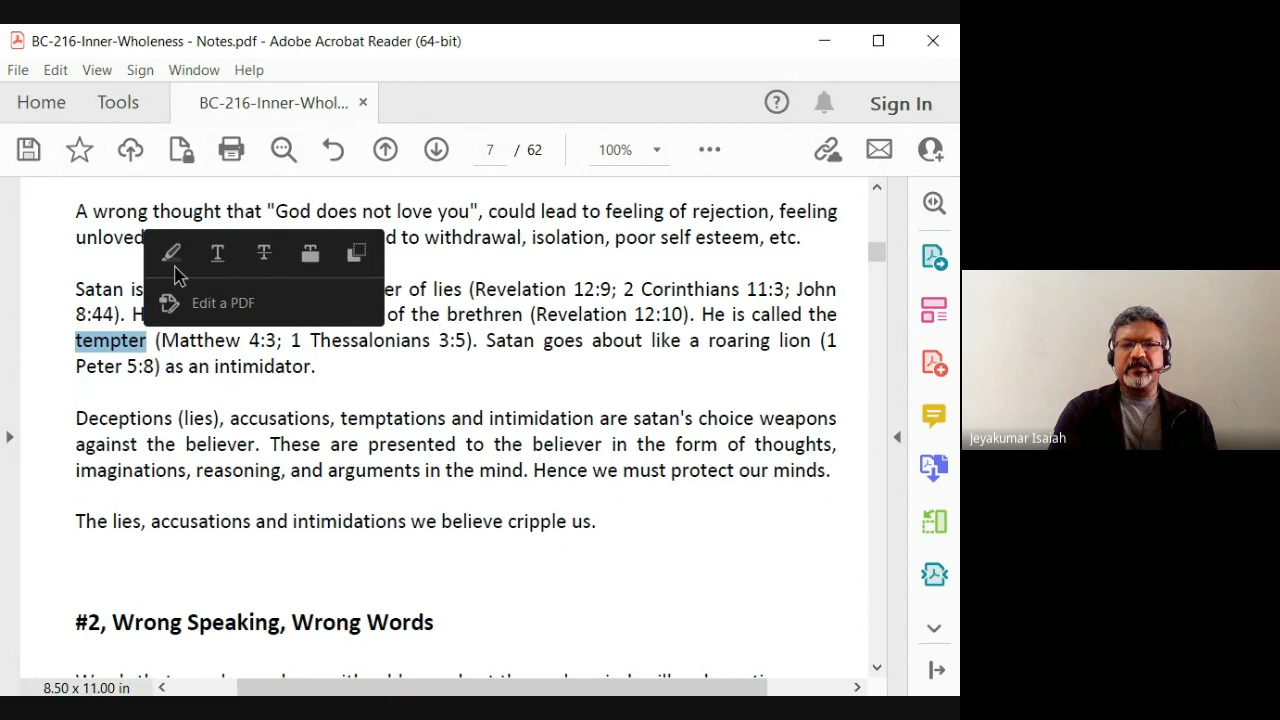 BC-216-Inner-Wholeness - Notes.pdf - Adobe Acrobat Reader (64-bit)
File Edit View Sign Window Help
Home Tools BC-216-Inner-Whol... × Sign In
7 / 62 100%
A wrong thought that "God does not love you", could lead to feeling of rejection, feeling
unloved d to withdrawal, isolation, poor self esteem, etc.
Edit a PDF
Satan is er of lies (Revelation 12:9; 2 Corinthians 11:3; John
8:44). H of the brethren (Revelation 12:10). He is called the
tempter (Matthew 4:3; 1 Thessalonians 3:5). Satan goes about like a roaring lion (1
Peter 5:8) as an intimidator.
Deceptions (lies), accusations, temptations and intimidation are satan's choice weapons
against the believer. These are presented to the believer in the form of thoughts,
imaginations, reasoning, and arguments in the mind. Hence we must protect our minds.
The lies, accusations and intimidations we believe cripple us.
#2, Wrong Speaking, Wrong Words
8.50 x 11.00 in
Jeyakumar Isaiah